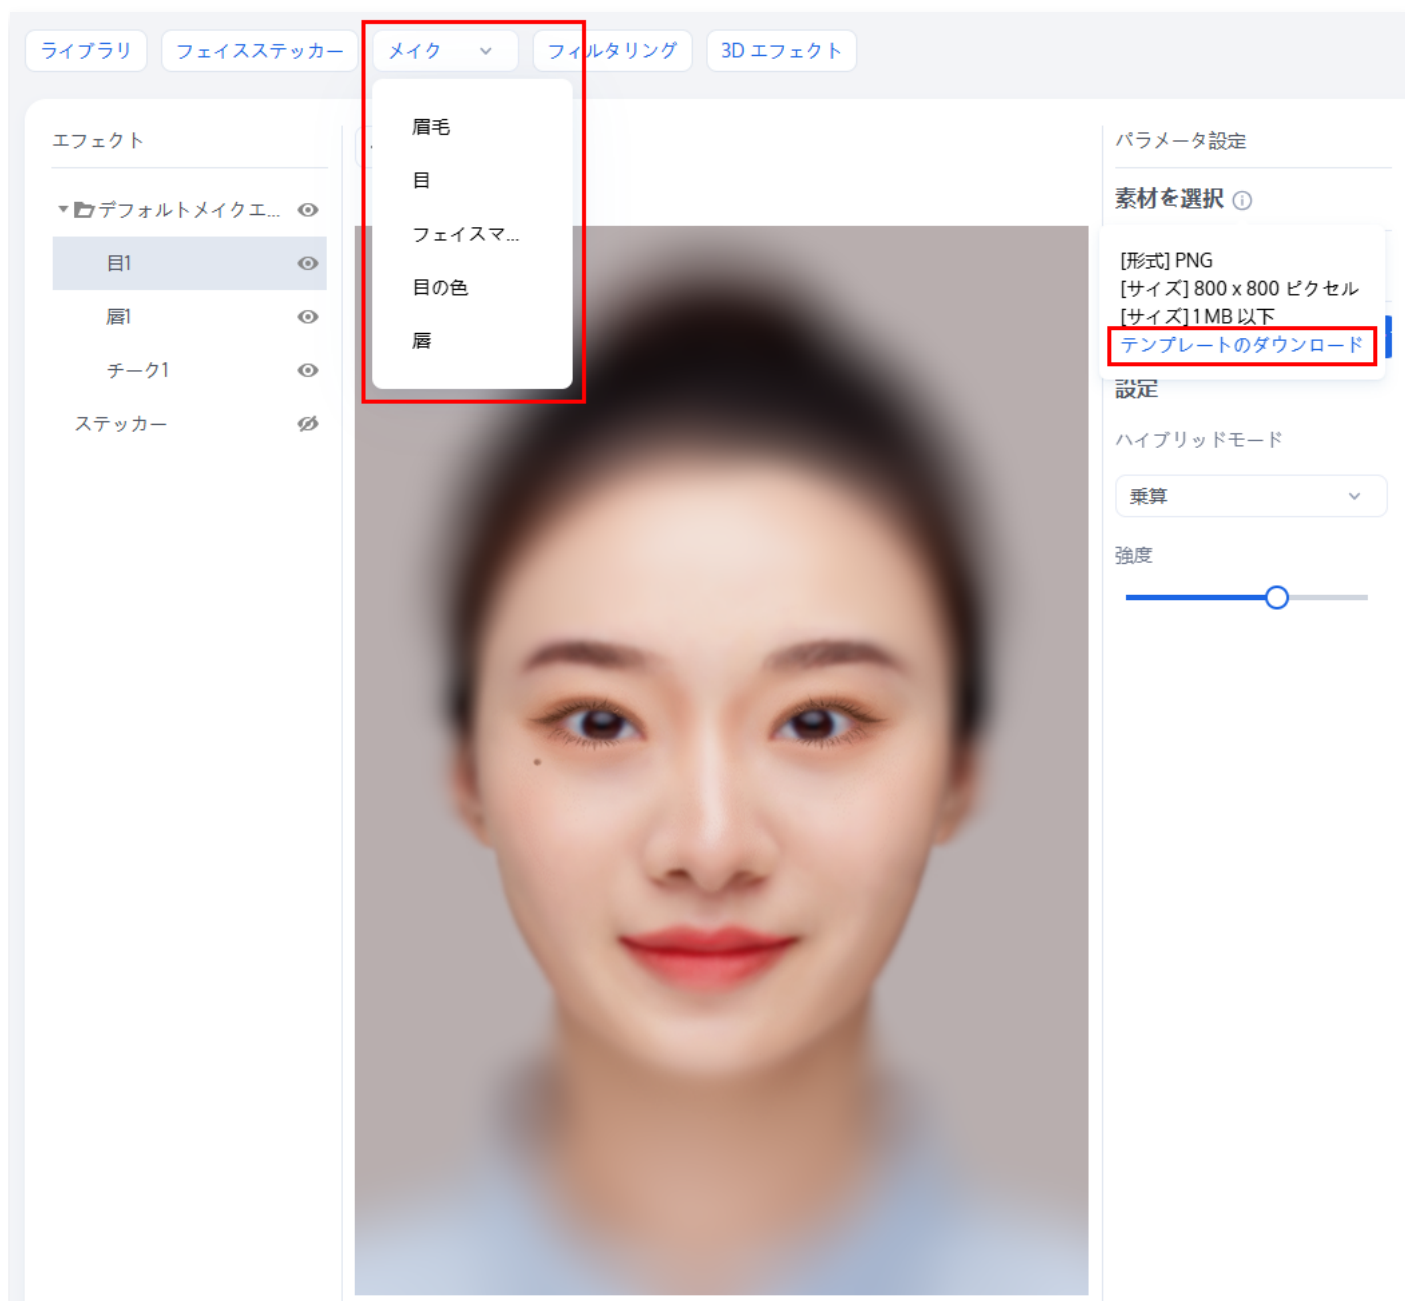 ライブラリ
フェイスステッカー
メイク
フィルタリング
3D エフェクト
眉毛
目
フェイスマ...
目の色
唇
エフェクト
デフォルトメイクエ...
目1
唇1
チーク1
ステッカー
パラメータ設定
素材を選択
[形式] PNG
[サイズ] 800 x 800 ピクセル
[サイズ] 1 MB 以下
テンプレートのダウンロード
設定
ハイブリッドモード
乗算
強度